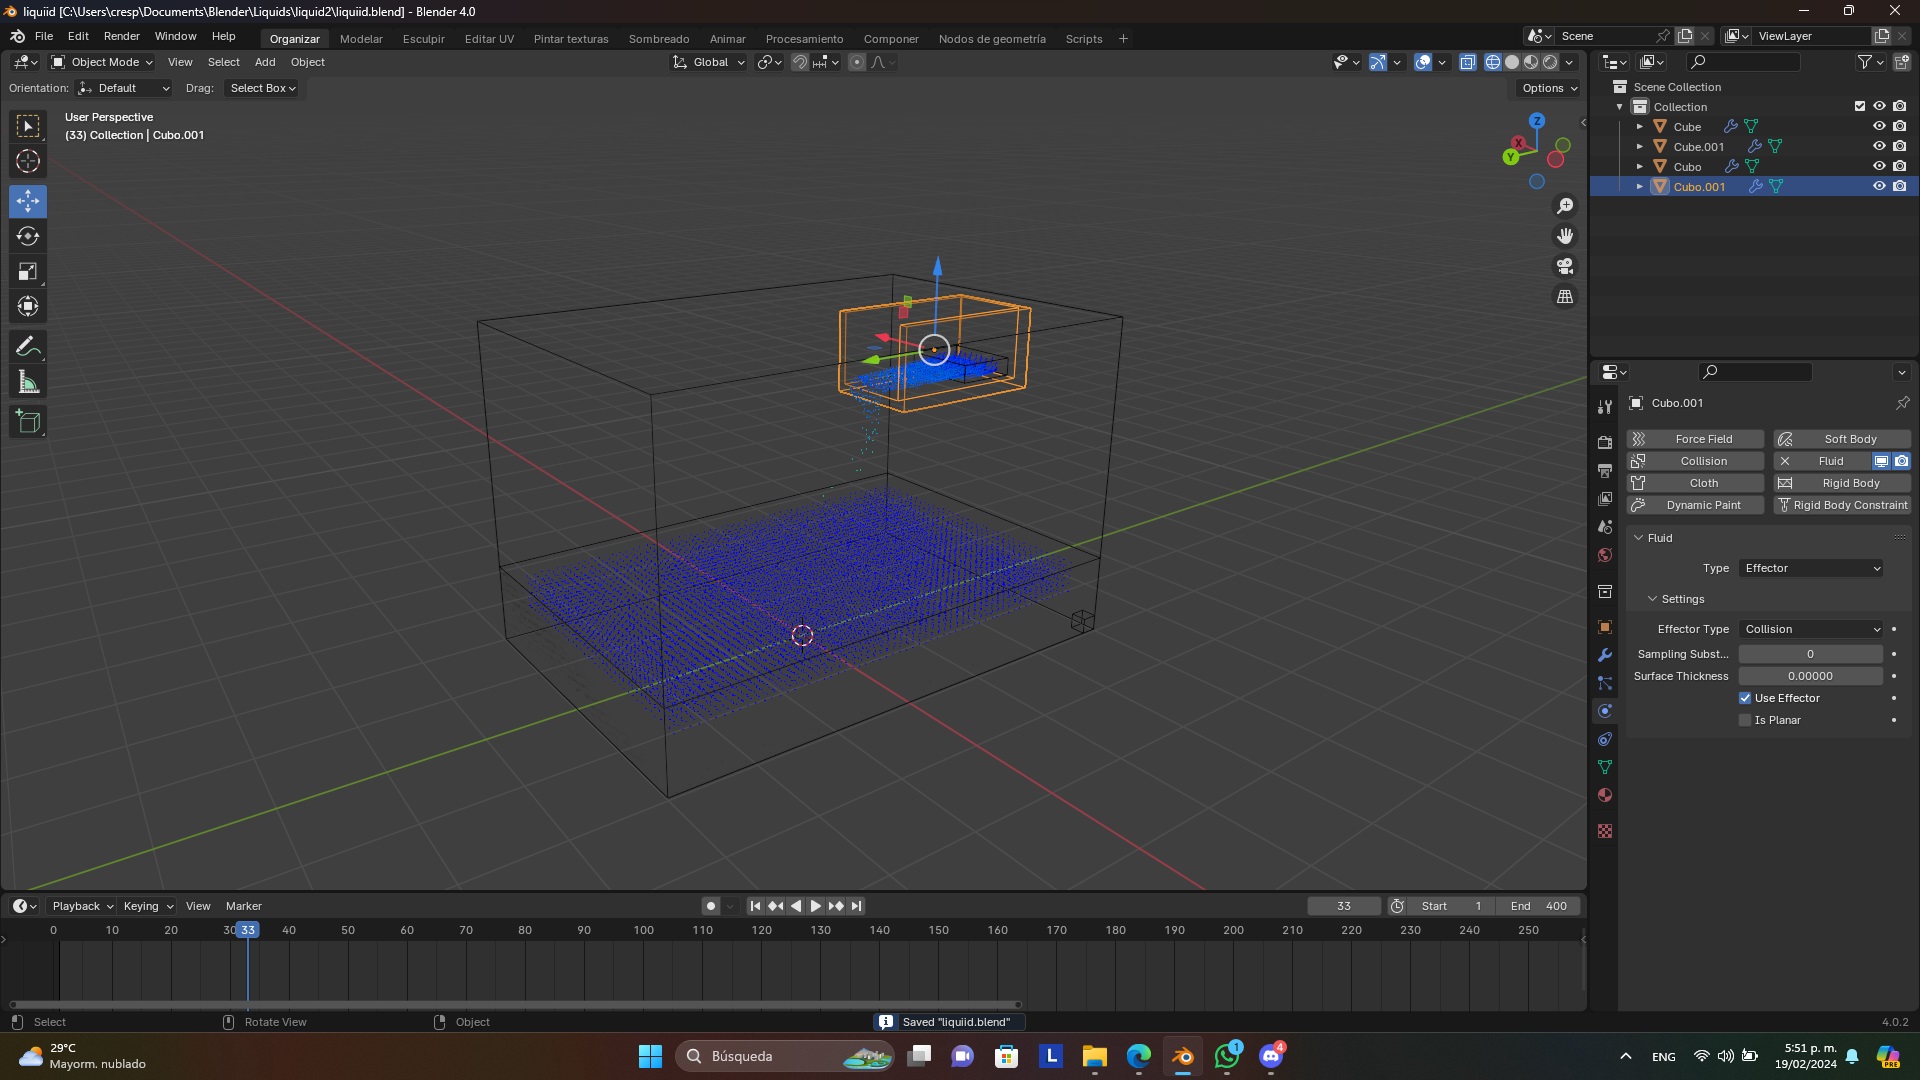 liquiid [C:\Users\cresp\Documents\Blender\Liquids\liquid2\liquiid.blend] - Blender 4.0
File Edit Render Window Help
Organizar Modelar Esculpir Editar UV Pintar texturas Sombreado Animar Procesamiento Componer Nodos de geometría Scripts
Scene
ViewLayer
Object Mode View Select Add Object
Global
Orientation: Default Drag: Select Box
Options
User Perspective
(33) Collection | Cubo.001
Z
X
Y
Scene Collection
Collection
Cube
Cube.001
Cubo
Cubo.001
Cubo.001
Force Field
Soft Body
Collision
Fluid
Cloth
Rigid Body
Dynamic Paint
Rigid Body Constraint
Fluid
Type Effector
Settings
Effector Type Collision
Sampling Subst... 0
Surface Thickness 0.00000
Use Effector
Is Planar
Playback Keying View Marker
33
Start 1
End 400
0 10 20 30 33 40 50 60 70 80 90 100 110 120 130 140 150 160 170 180 190 200 210 220 230 240 250
Select
Rotate View
Object
Saved "liquiid.blend"
4.0.2
29°C
Mayorm. nublado
Búsqueda
L
1
4
ENG
5:51 p. m.
19/02/2024
PRE